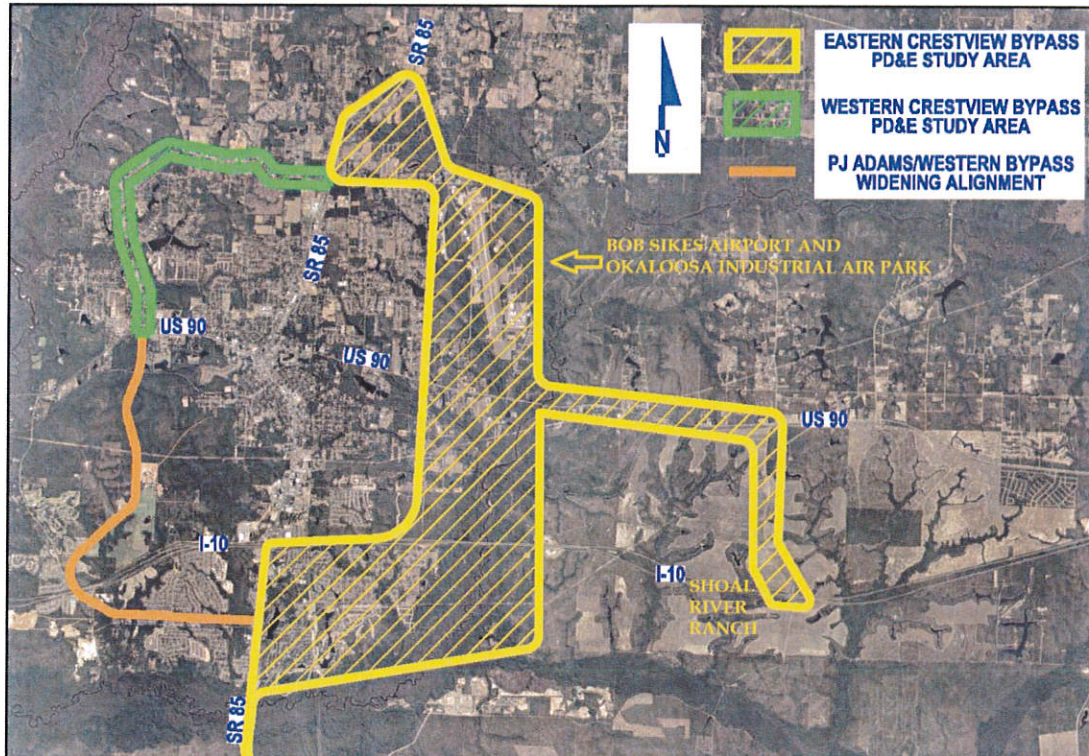 SR 85
EASTERN CRESTVIEW BYPASS
PD&E STUDY AREA
WESTERN CRESTVIEW BYPASS
PD&E STUDY AREA
N
PJ ADAMS/WESTERN BYPASS
WIDENING ALIGNMENT
SR 85
BOB SIKES AIRPORT AND
OKALOOSA INDUSTRIAL AIR PARK
US 90
US 90
US 90
I-10
I-10
SHOAL
RIVER
RANCH
SR 85